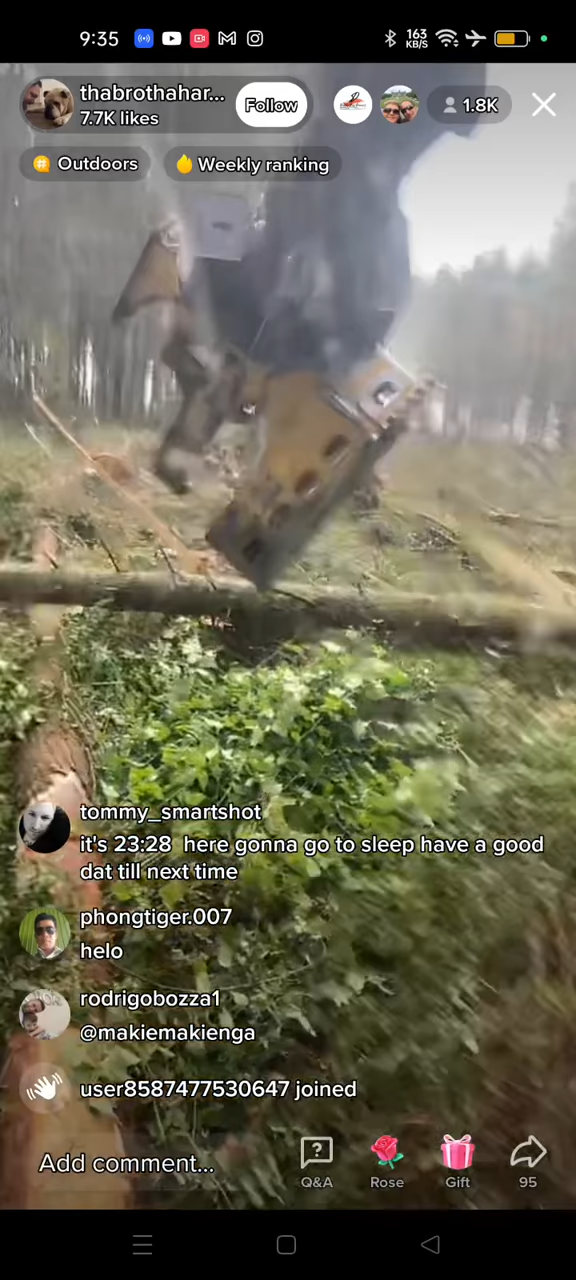 9:35
163
KB/S
thabrothahar...
7.7K likes
Follow
1.8K
Outdoors
Weekly ranking
tommy_smartshot
it's 23:28 here gonna go to sleep have a good
dat till next time
phongtiger.007
helo
rodrigobozza1
@makiemakienga
user8587477530647 joined
Add comment...
Q&A
Rose
Gift
95